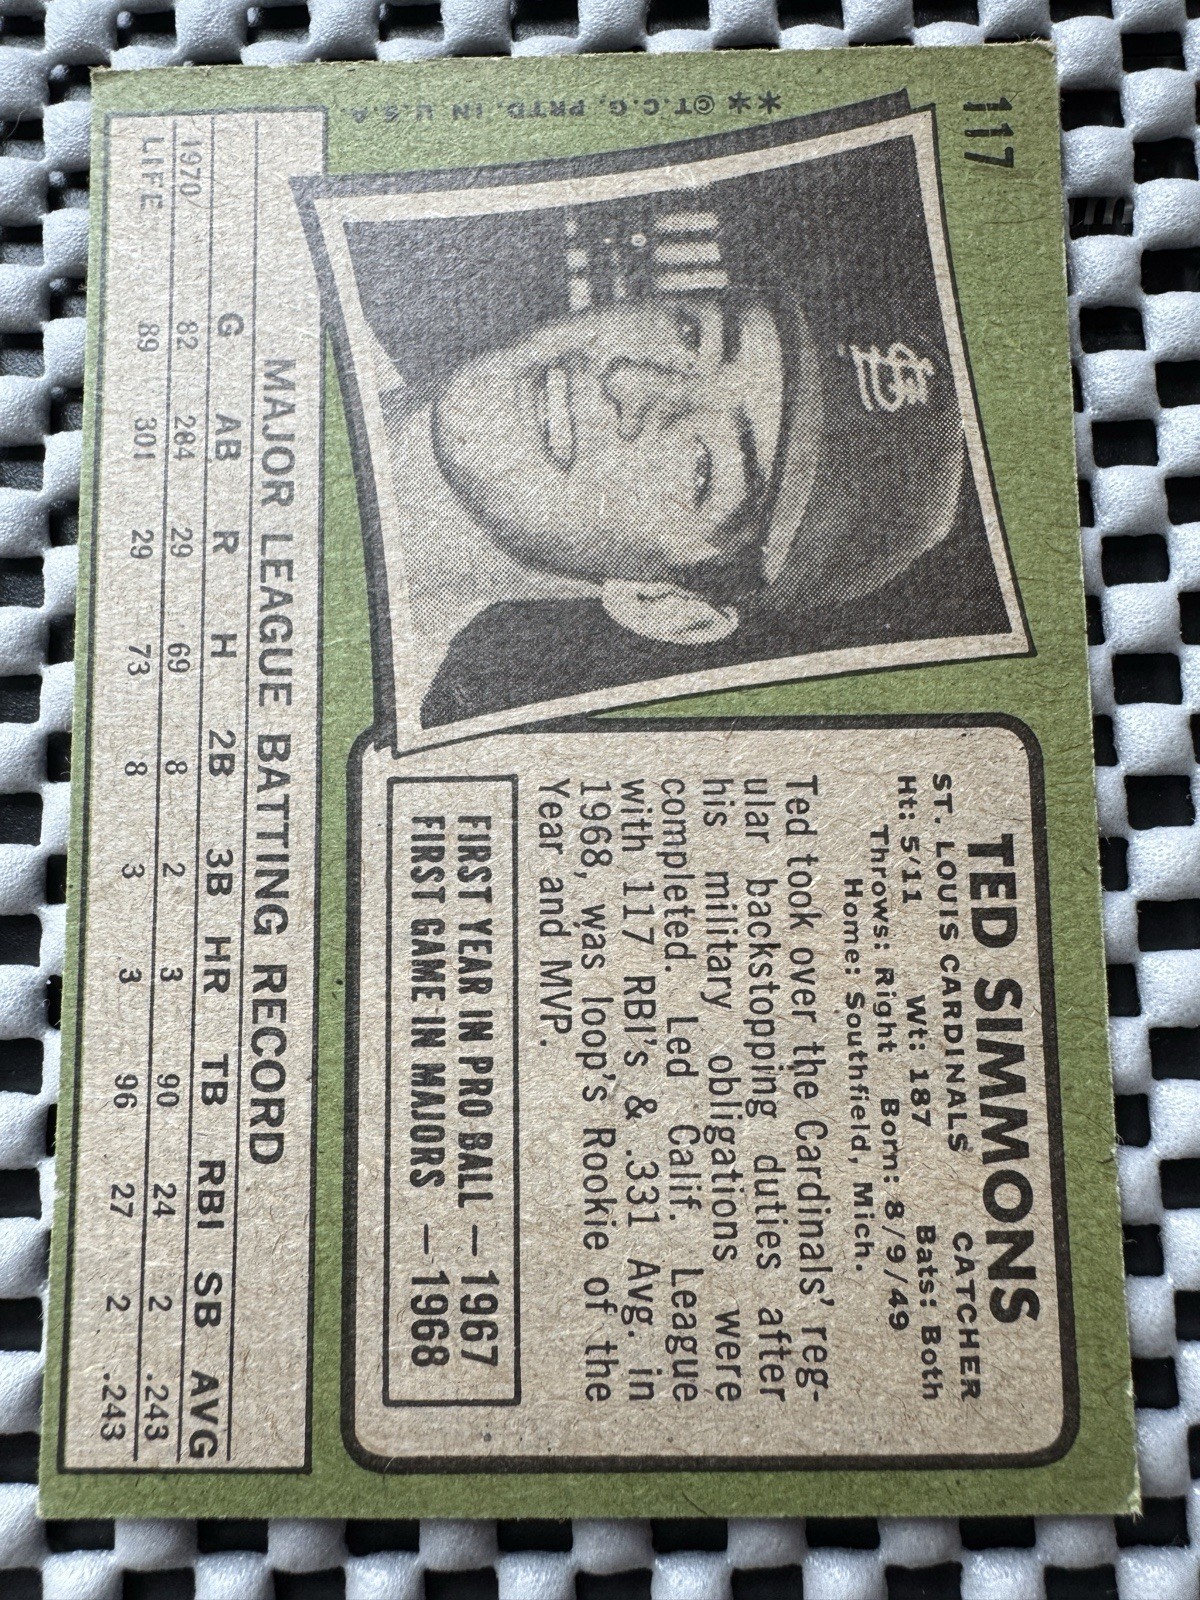 117
**©T.C.G. PRTD. IN U.S.A.
TED SIMMONS
ST. LOUIS CARDINALS CATCHER
Ht: 5'11 Wt: 187 Bats: Both
Throws: Right Born: 8/9/49
Home: Southfield, Mich.
Ted took over the Cardinals' reg-
ular backstopping duties after
his military obligations were
completed. Led Calif. League
with 117 RBI's & .331 Avg. in
1968, was loop's Rookie of the
Year and MVP.
FIRST YEAR IN PRO BALL — 1967
FIRST GAME IN MAJORS — 1968
MAJOR LEAGUE BATTING RECORD
G AB R H 2B 3B HR TB RBI SB AVG
1970 82 284 29 69 8 2 3 90 24 2 .243
LIFE 89 301 29 73 8 3 3 96 27 2 .243